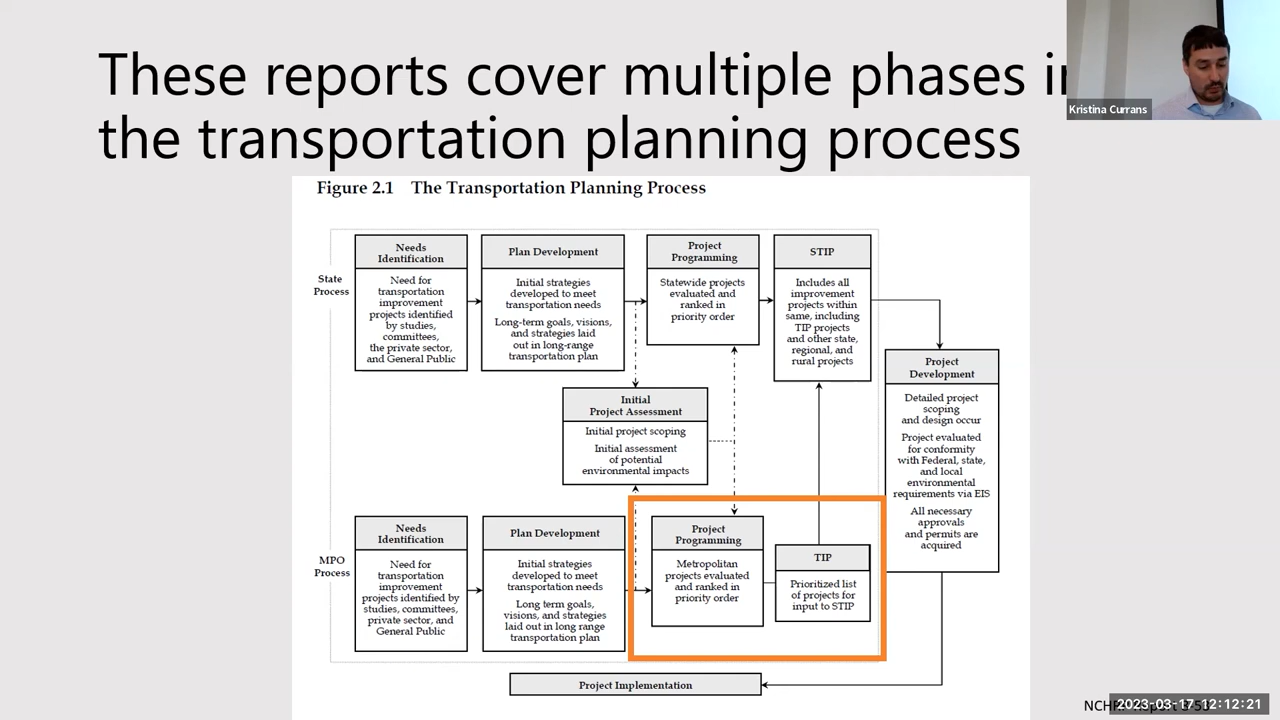 These reports cover multiple phases in
the transportation planning process
Kristina Currans
Figure 2.1 The Transportation Planning Process
State
Process
Needs
Identification
Need for
transportation
improvement
projects identified
by studies,
committees,
the private sector,
and General Public
Plan Development
Initial strategies
developed to meet
transportation needs
Long-term goals, visions,
and strategies laid
out in long-range
transportation plan
Project
Programming
Statewide projects
evaluated and
ranked in
priority order
STIP
Includes all
improvement
projects within
same, including
TIP projects
and other state,
regional, and
rural projects
Project
Development
Detailed project
scoping
and design occur
Project evaluated
for conformity
with Federal, state,
and local
environmental
requirements via EIS
All necessary
approvals
and permits are
acquired
Initial
Project Assessment
Initial project scoping
Initial assessment
of potential
environmental impacts
MPO
Process
Needs
Identification
Need for
transportation
improvement
projects identified by
studies, committees,
private sector, and
General Public
Plan Development
Initial strategies
developed to meet
transportation needs
Long term goals,
visions, and strategies
laid out in long range
transportation plan
Project
Programming
Metropolitan
projects evaluated
and ranked in
priority order
TIP
Prioritized list
of projects for
input to STIP
Project Implementation
2023-03-17 12:12:21